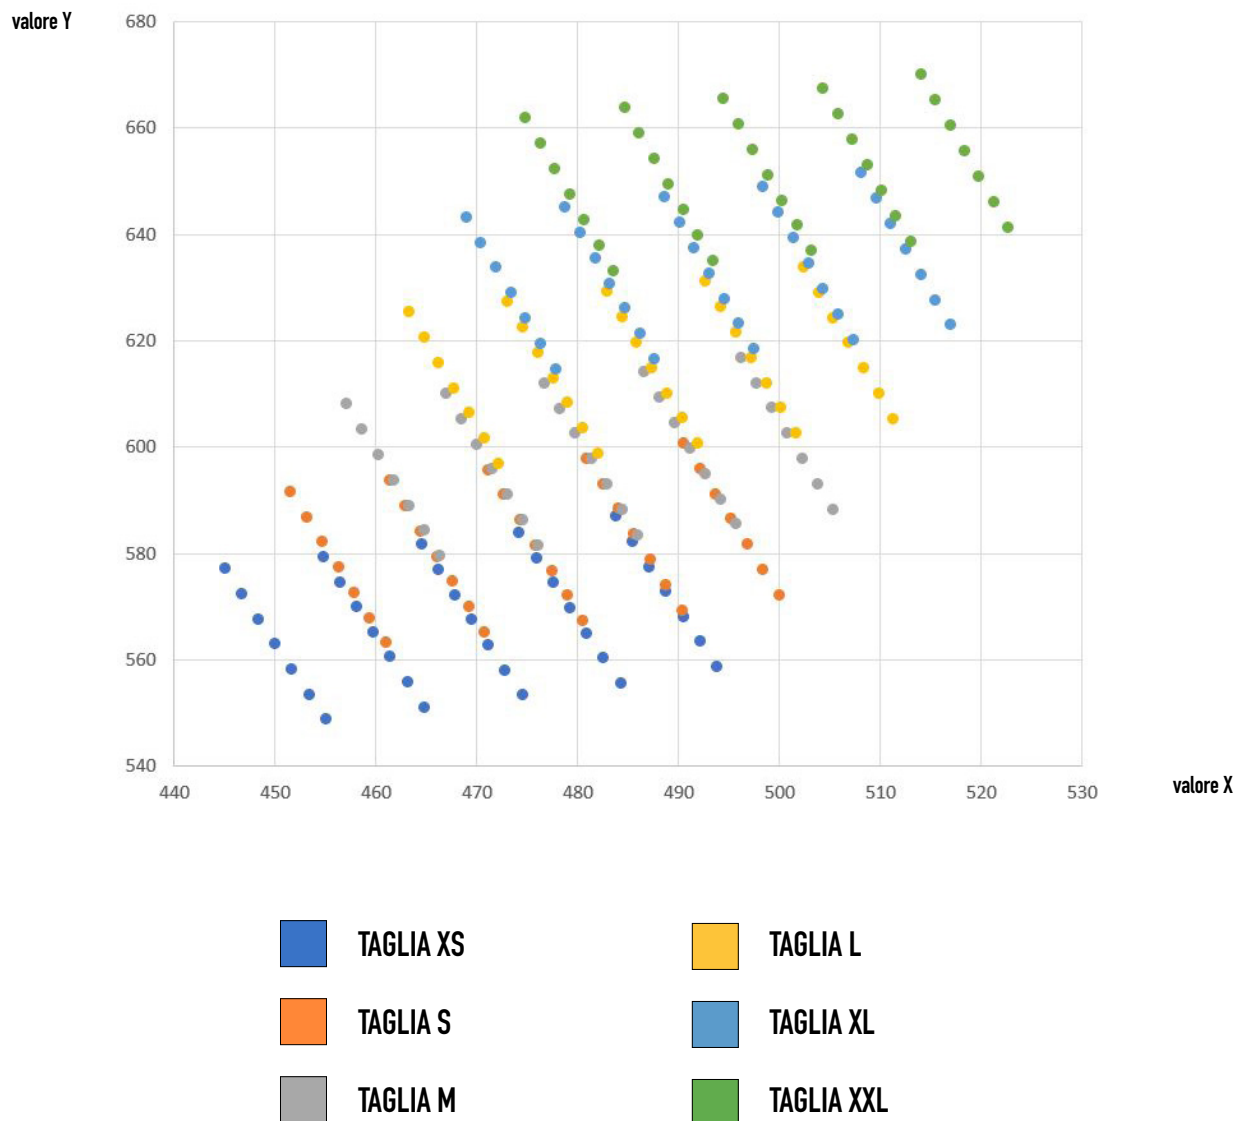 valore Y
680
660
640
620
600
580
560
540
440 450 460 470 480 490 500 510 520 530
valore X
TAGLIA XS
TAGLIA L
TAGLIA S
TAGLIA XL
TAGLIA M
TAGLIA XXL